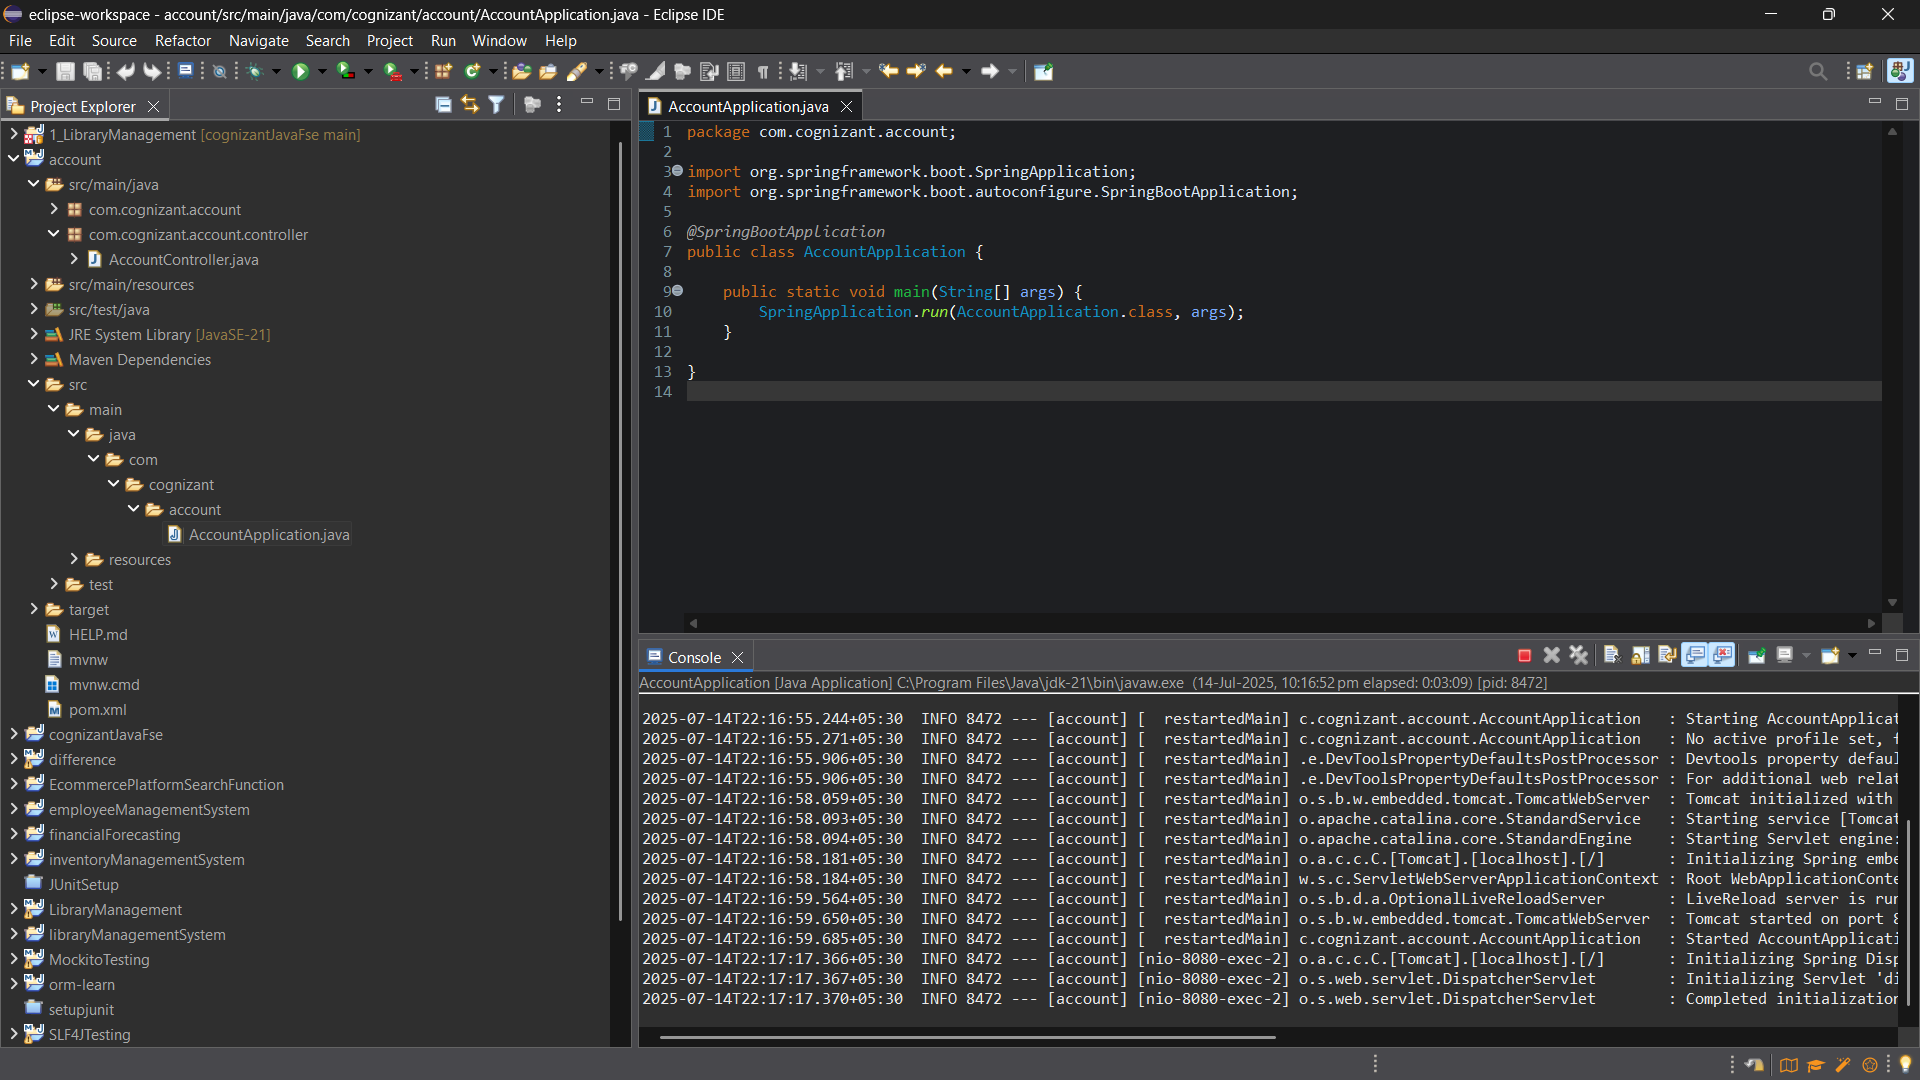 eclipse-workspace - account/src/main/java/com/cognizant/account/AccountApplication.java - Eclipse IDE
File Edit Source Refactor Navigate Search Project Run Window Help
Project Explorer
1_LibraryManagement [cognizantJavaFse main]
account
src/main/java
com.cognizant.account
com.cognizant.account.controller
AccountController.java
src/main/resources
src/test/java
JRE System Library [JavaSE-21]
Maven Dependencies
src
main
java
com
cognizant
account
AccountApplication.java
resources
test
target
HELP.md
mvnw
mvnw.cmd
pom.xml
cognizantJavaFse
difference
EcommercePlatformSearchFunction
employeeManagementSystem
financialForecasting
inventoryManagementSystem
JUnitSetup
LibraryManagement
libraryManagementSystem
MockitoTesting
orm-learn
setupjunit
SLF4JTesting
AccountApplication.java
1 package com.cognizant.account;
2
3 import org.springframework.boot.SpringApplication;
4 import org.springframework.boot.autoconfigure.SpringBootApplication;
5
6 @SpringBootApplication
7 public class AccountApplication {
8
9 public static void main(String[] args) {
10 SpringApplication.run(AccountApplication.class, args);
11 }
12
13 }
14
Console
AccountApplication [Java Application] C:\Program Files\Java\jdk-21\bin\javaw.exe (14-Jul-2025, 10:16:52 pm elapsed: 0:03:09) [pid: 8472]
2025-07-14T22:16:55.244+05:30 INFO 8472 --- [account] [ restartedMain] c.cognizant.account.AccountApplication : Starting AccountApplicat
2025-07-14T22:16:55.271+05:30 INFO 8472 --- [account] [ restartedMain] c.cognizant.account.AccountApplication : No active profile set, f
2025-07-14T22:16:55.906+05:30 INFO 8472 --- [account] [ restartedMain] .e.DevToolsPropertyDefaultsPostProcessor : Devtools property defaul
2025-07-14T22:16:55.906+05:30 INFO 8472 --- [account] [ restartedMain] .e.DevToolsPropertyDefaultsPostProcessor : For additional web relat
2025-07-14T22:16:58.059+05:30 INFO 8472 --- [account] [ restartedMain] o.s.b.w.embedded.tomcat.TomcatWebServer : Tomcat initialized with
2025-07-14T22:16:58.093+05:30 INFO 8472 --- [account] [ restartedMain] o.apache.catalina.core.StandardService : Starting service [Tomcat
2025-07-14T22:16:58.094+05:30 INFO 8472 --- [account] [ restartedMain] o.apache.catalina.core.StandardEngine : Starting Servlet engine:
2025-07-14T22:16:58.181+05:30 INFO 8472 --- [account] [ restartedMain] o.a.c.c.C.[Tomcat].[localhost].[/] : Initializing Spring embe
2025-07-14T22:16:58.184+05:30 INFO 8472 --- [account] [ restartedMain] w.s.c.ServletWebServerApplicationContext : Root WebApplicationConte
2025-07-14T22:16:59.564+05:30 INFO 8472 --- [account] [ restartedMain] o.s.b.d.a.OptionalLiveReloadServer : LiveReload server is run
2025-07-14T22:16:59.650+05:30 INFO 8472 --- [account] [ restartedMain] o.s.b.w.embedded.tomcat.TomcatWebServer : Tomcat started on port 8
2025-07-14T22:16:59.685+05:30 INFO 8472 --- [account] [ restartedMain] c.cognizant.account.AccountApplication : Started AccountApplicati
2025-07-14T22:17:17.366+05:30 INFO 8472 --- [account] [nio-8080-exec-2] o.a.c.c.C.[Tomcat].[localhost].[/] : Initializing Spring Disp
2025-07-14T22:17:17.367+05:30 INFO 8472 --- [account] [nio-8080-exec-2] o.s.web.servlet.DispatcherServlet : Initializing Servlet 'di
2025-07-14T22:17:17.370+05:30 INFO 8472 --- [account] [nio-8080-exec-2] o.s.web.servlet.DispatcherServlet : Completed initialization